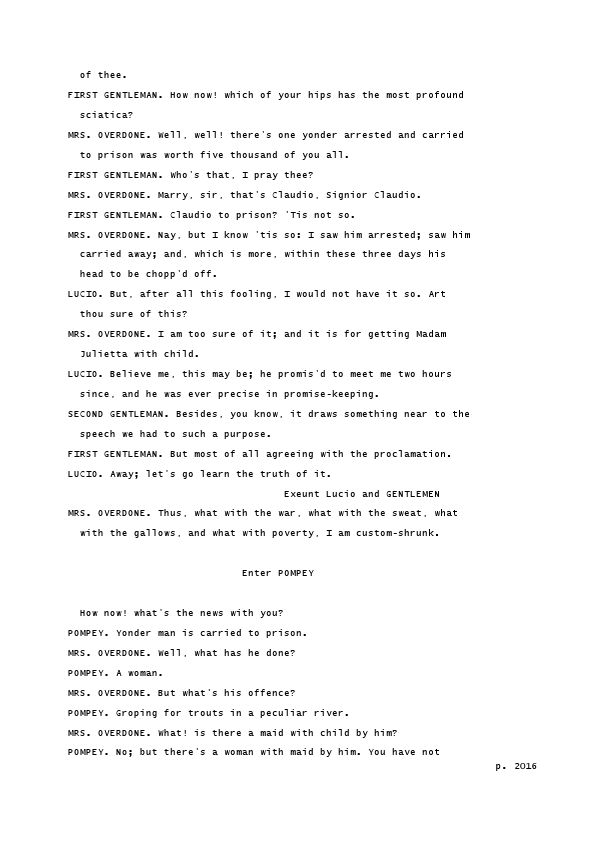 of thee.
FIRST GENTLEMAN. How now! which of your hips has the most profound
sciatica?
MRS. OVERDONE. Well, well! there's one yonder arrested and carried
to prison was worth five thousand of you all.
FIRST GENTLEMAN. Who's that, I pray thee?
MRS. OVERDONE. Marry, sir, that's Claudio, Signior Claudio.
FIRST GENTLEMAN. Claudio to prison? 'Tis not so.
MRS. OVERDONE. Nay, but I know 'tis so: I saw him arrested; saw him
carried away; and, which is more, within these three days his
head to be chopp'd off.
LUCIO. But, after all this fooling, I would not have it so. Art
thou sure of this?
MRS. OVERDONE. I am too sure of it; and it is for getting Madam
Julietta with child.
LUCIO. Believe me, this may be; he promis'd to meet me two hours
since, and he was ever precise in promise-keeping.
SECOND GENTLEMAN. Besides, you know, it draws something near to the
speech we had to such a purpose.
FIRST GENTLEMAN. But most of all agreeing with the proclamation.
LUCIO. Away; let's go learn the truth of it.
Exeunt Lucio and GENTLEMEN
MRS. OVERDONE. Thus, what with the war, what with the sweat, what
with the gallows, and what with poverty, I am custom-shrunk.
Enter POMPEY
How now! what's the news with you?
POMPEY. Yonder man is carried to prison.
MRS. OVERDONE. Well, what has he done?
POMPEY. A woman.
MRS. OVERDONE. But what's his offence?
POMPEY. Groping for trouts in a peculiar river.
MRS. OVERDONE. What! is there a maid with child by him?
POMPEY. No; but there's a woman with maid by him. You have not
p. 2016